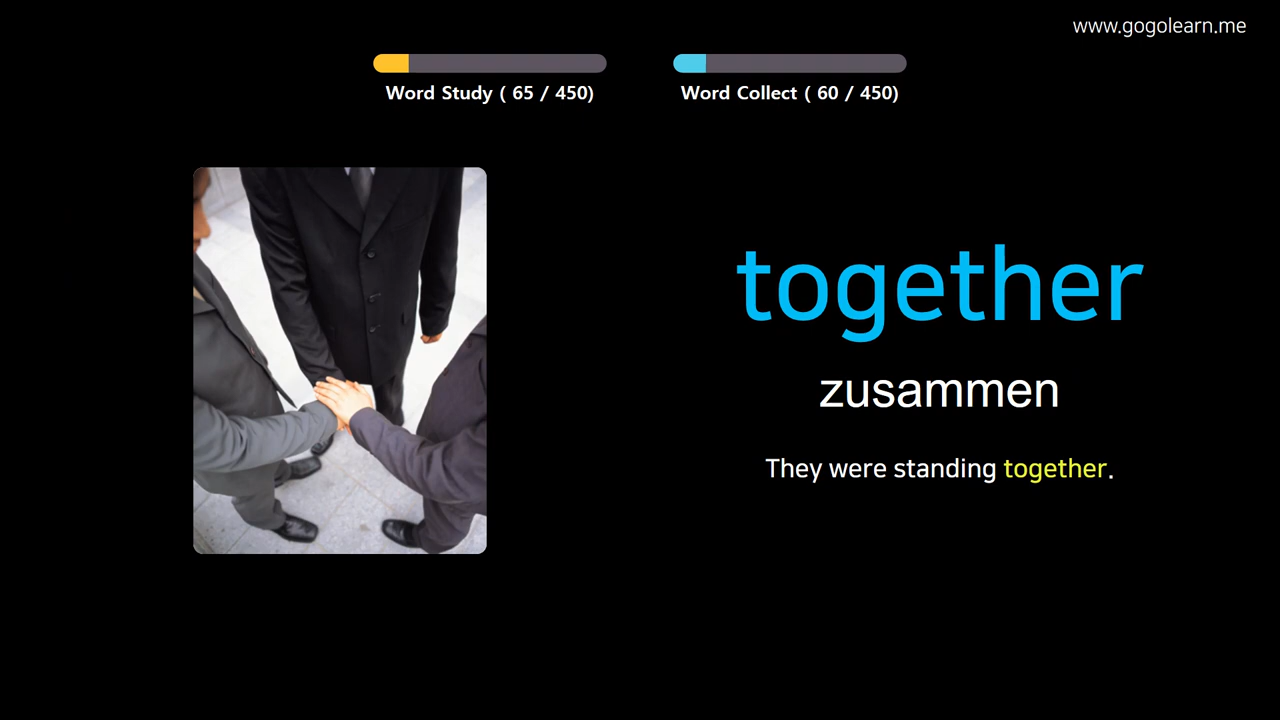 www.gogolearn.me
Word Study ( 65 / 450)
Word Collect ( 60 / 450)
together
zusammen
They were standing together.